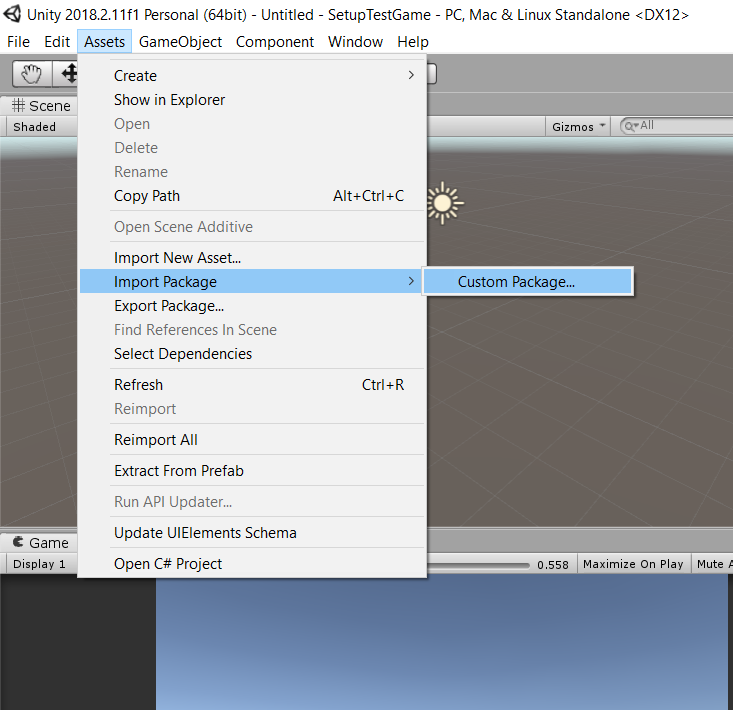 Unity 2018.2.11f1 Personal (64bit) - Untitled - SetupTestGame - PC, Mac & Linux Standalone <DX12>
File Edit Assets GameObject Component Window Help
Scene
Shaded
Gizmos
All
Create
Show in Explorer
Open
Delete
Rename
Copy Path Alt+Ctrl+C
Open Scene Additive
Import New Asset...
Import Package
Custom Package...
Export Package...
Find References In Scene
Select Dependencies
Refresh Ctrl+R
Reimport
Reimport All
Extract From Prefab
Run API Updater...
Update UIElements Schema
Open C# Project
Game
Display 1 0.558 Maximize On Play Mute A